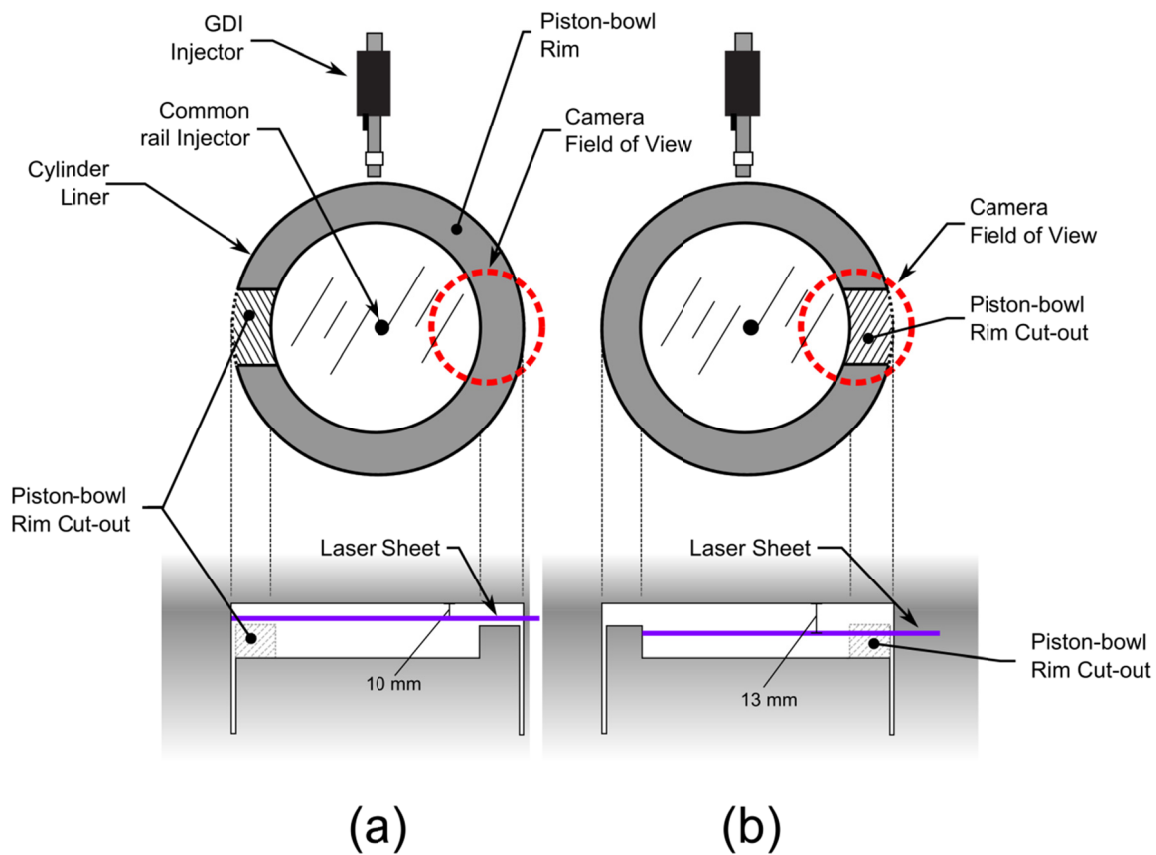 GDI
Injector
Piston-bowl
Rim
Common
rail Injector
Camera
Field of View
Cylinder
Liner
Camera
Field of View
Piston-bowl
Rim Cut-out
Piston-bowl
Rim Cut-out
Laser Sheet
Laser Sheet
Piston-bowl
Rim Cut-out
10 mm
13 mm
(a)
(b)